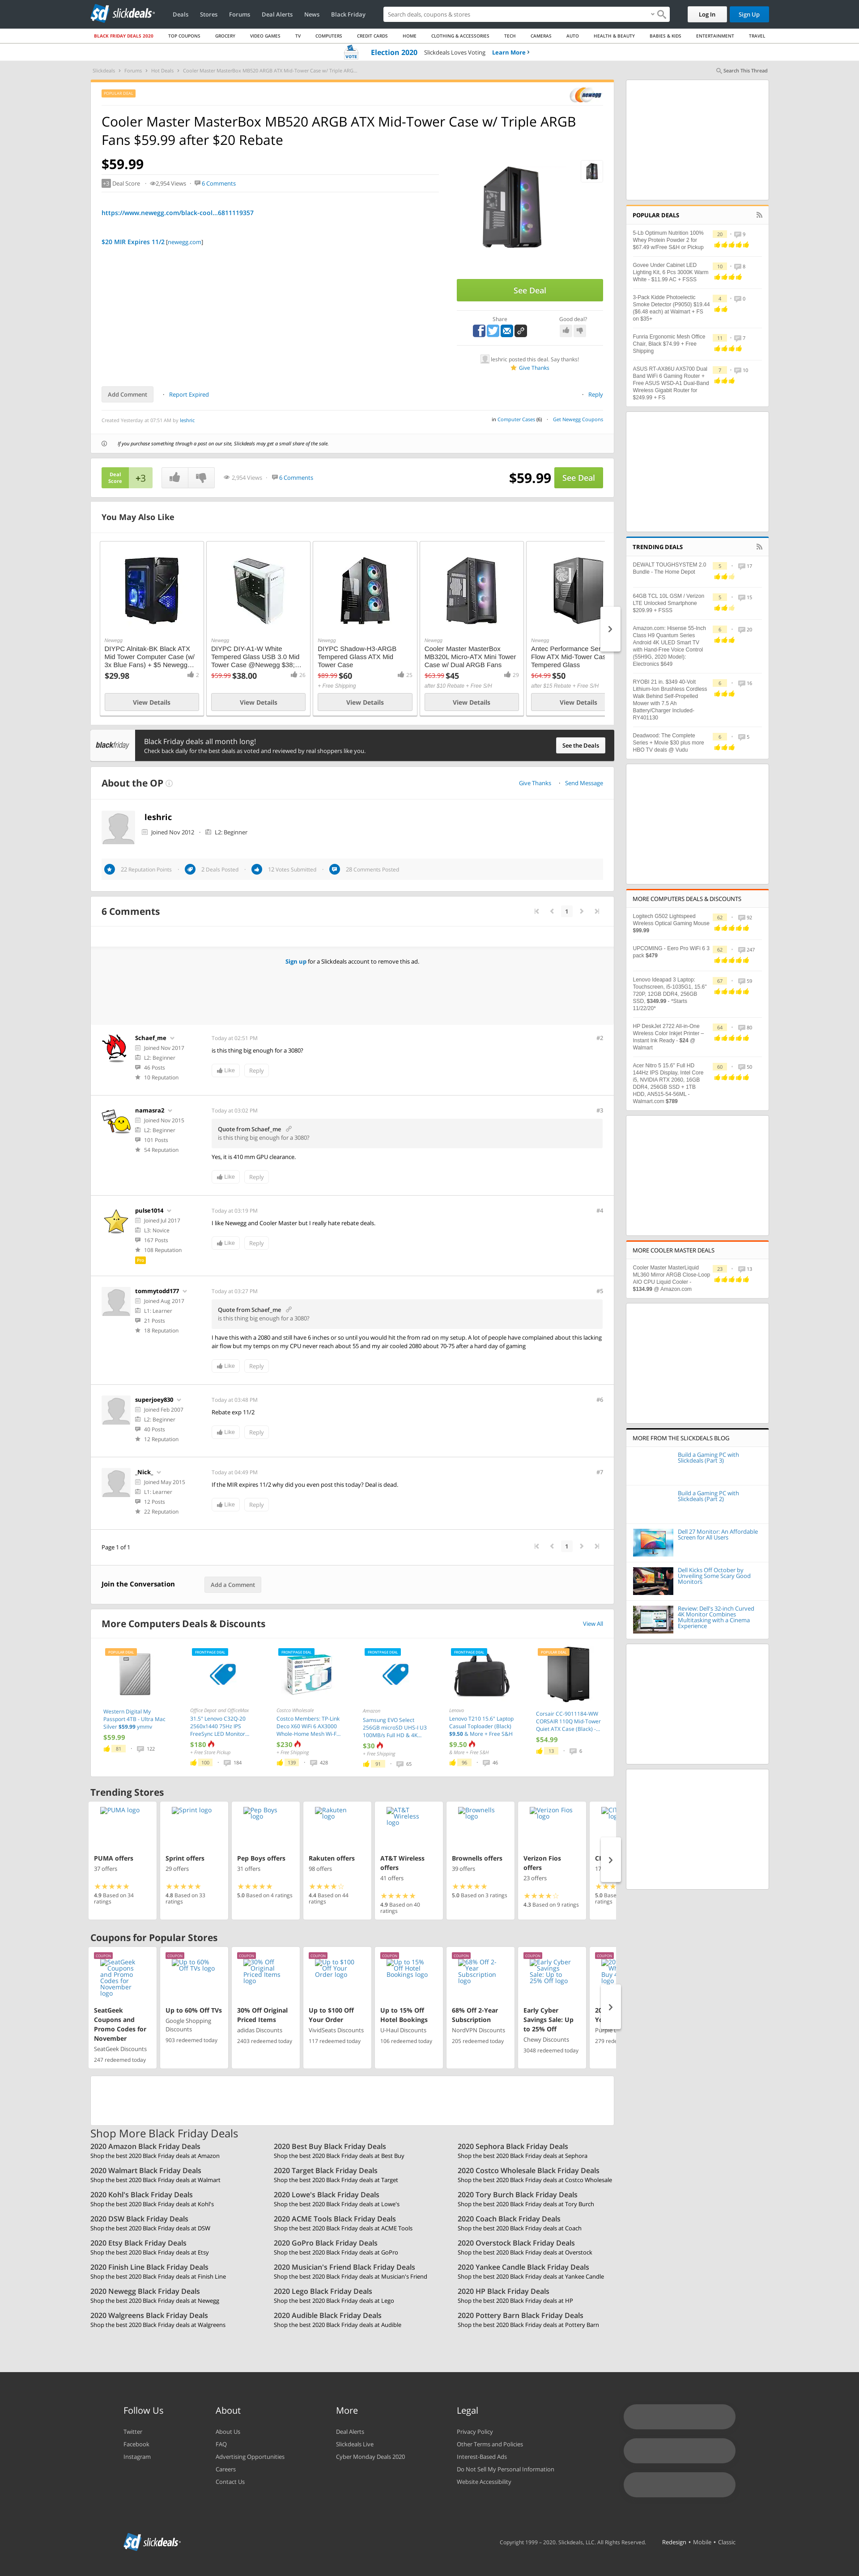 sd slickdeals
Deals
Stores
Forums
Deal Alerts
News
Black Friday
Search deals, coupons & stores
Log In
Sign Up
BLACK FRIDAY DEALS 2020
TOP COUPONS
GROCERY
VIDEO GAMES
TV
COMPUTERS
CREDIT CARDS
HOME
CLOTHING & ACCESSORIES
TECH
CAMERAS
AUTO
HEALTH & BEAUTY
BABIES & KIDS
ENTERTAINMENT
TRAVEL
VOTE
Election 2020 Slickdeals Loves Voting Learn More ›
Slickdeals › Forums › Hot Deals › Cooler Master MasterBox MB520 ARGB ATX Mid-Tower Case w/ Triple ARG...
Search This Thread
POPULAR DEAL
newegg
Cooler Master MasterBox MB520 ARGB ATX Mid-Tower Case w/ Triple ARGB
Fans $59.99 after $20 Rebate
$59.99
+3 Deal Score 2,954 Views 6 Comments
https://www.newegg.com/black-cool...6811119357
$20 MIR Expires 11/2 [newegg.com]
See Deal
Share
Good deal?
leshric posted this deal. Say thanks!
Give Thanks
Add Comment
Report Expired
Reply
Created Yesterday at 07:51 AM by leshric
in Computer Cases (6) Get Newegg Coupons
If you purchase something through a post on our site, Slickdeals may get a small share of the sale.
Deal
Score
+3
2,954 Views 6 Comments
$59.99
See Deal
You May Also Like
Newegg
DIYPC Alnitak-BK Black ATX
Mid Tower Computer Case (w/
3x Blue Fans) + $5 Newegg…
$29.98
2
View Details
Newegg
DIYPC DIY-A1-W White
Tempered Glass USB 3.0 Mid
Tower Case @Newegg $38;…
$59.99 $38.00
26
View Details
Newegg
DIYPC Shadow-H3-ARGB
Tempered Glass ATX Mid
Tower Case
$89.99 $60
25
+ Free Shipping
View Details
Newegg
Cooler Master MasterBox
MB320L Micro-ATX Mini Tower
Case w/ Dual ARGB Fans
$63.99 $45
29
after $20 Rebate + Free S/H
View Details
Newegg
Antec Performance Ser
Flow ATX Mid-Tower Cas
Tempered Glass
$64.99 $50
after $15 Rebate + Free S/H
View Details
blackfriday
Black Friday deals all month long!
Check back daily for the best deals as voted and reviewed by real shoppers like you.
See the Deals
About the OP
Give Thanks
Send Message
leshric
Joined Nov 2012
L2: Beginner
22 Reputation Points
2 Deals Posted
12 Votes Submitted
28 Comments Posted
6 Comments
1
Sign up for a Slickdeals account to remove this ad.
Schaef_me
Joined Nov 2017
L2: Beginner
46 Posts
10 Reputation
Today at 02:51 PM
#2
is this thing big enough for a 3080?
Like
Reply
namasra2
Joined Nov 2015
L2: Beginner
101 Posts
54 Reputation
Today at 03:02 PM
#3
Quote from Schaef_me
is this thing big enough for a 3080?
Yes, it is 410 mm GPU clearance.
Like
Reply
pulse1014
Joined Jul 2017
L3: Novice
167 Posts
108 Reputation
Pro
Today at 03:19 PM
#4
I like Newegg and Cooler Master but I really hate rebate deals.
Like
Reply
tommytodd177
Joined Aug 2017
L1: Learner
21 Posts
18 Reputation
Today at 03:27 PM
#5
Quote from Schaef_me
is this thing big enough for a 3080?
I have this with a 2080 and still have 6 inches or so until you would hit the from rad on my setup. A lot of people have complained about this lacking
air flow but my temps on my CPU never reach about 55 and my air cooled 2080 about 70-75 after a hard day of gaming
Like
Reply
superjoey830
Joined Feb 2007
L2: Beginner
40 Posts
12 Reputation
Today at 03:48 PM
#6
Rebate exp 11/2
Like
Reply
_Nick_
Joined May 2015
L1: Learner
12 Posts
22 Reputation
Today at 04:49 PM
#7
If the MIR expires 11/2 why did you even post this today? Deal is dead.
Like
Reply
Page 1 of 1
1
Join the Conversation
Add a Comment
More Computers Deals & Discounts
View All
POPULAR DEAL
Western Digital My
Passport 4TB - Ultra Mac
Silver $59.99 ymmv
$59.99
81
122
FRONTPAGE DEAL
Office Depot and OfficeMax
31.5" Lenovo C32Q-20
2560x1440 75Hz IPS
FreeSync LED Monitor...
$180
+ Free Store Pickup
100
184
FRONTPAGE DEAL
Costco Wholesale
Costco Members: TP-Link
Deco X60 WiFi 6 AX3000
Whole-Home Mesh Wi-F...
$230
+ Free Shipping
139
428
FRONTPAGE DEAL
Amazon
Samsung EVO Select
256GB microSD UHS-I U3
100MB/s Full HD & 4K...
$30
+ Free Shipping
91
65
FRONTPAGE DEAL
Lenovo
Lenovo T210 15.6" Laptop
Casual Toploader (Black)
$9.50 & More + Free S&H
$9.50
& More + Free S&H
96
46
POPULAR DEAL
Corsair CC-9011184-WW
CORSAIR 110Q Mid-Tower
Quiet ATX Case (Black) -...
$54.99
13
6
Trending Stores
PUMA logo
PUMA offers
37 offers
4.9 Based on 34
ratings
Sprint logo
Sprint offers
29 offers
4.8 Based on 33
ratings
Pep Boys
logo
Pep Boys offers
31 offers
5.0 Based on 4 ratings
Rakuten
logo
Rakuten offers
98 offers
4.4 Based on 44
ratings
AT&T
Wireless
logo
AT&T Wireless
offers
41 offers
4.9 Based on 40
ratings
Brownells
logo
Brownells offers
39 offers
5.0 Based on 3 ratings
Verizon Fios
logo
Verizon Fios
offers
23 offers
4.3 Based on 9 ratings
Coupons for Popular Stores
COUPON
SeatGeek
Coupons
and Promo
Codes for
November
logo
SeatGeek
Coupons and
Promo Codes for
November
SeatGeek Discounts
247 redeemed today
COUPON
Up to 60%
Off TVs logo
Up to 60% Off TVs
Google Shopping
Discounts
903 redeemed today
COUPON
30% Off
Original
Priced Items
logo
30% Off Original
Priced Items
adidas Discounts
2403 redeemed today
COUPON
Up to $100
Off Your
Order logo
Up to $100 Off
Your Order
VividSeats Discounts
117 redeemed today
COUPON
Up to 15%
Off Hotel
Bookings logo
Up to 15% Off
Hotel Bookings
U-Haul Discounts
106 redeemed today
COUPON
68% Off 2-
Year
Subscription
logo
68% Off 2-Year
Subscription
NordVPN Discounts
205 redeemed today
COUPON
Early Cyber
Savings
Sale: Up to
25% Off logo
Early Cyber
Savings Sale: Up
to 25% Off
Chewy Discounts
3048 redeemed today
COUPON
Shop More Black Friday Deals
2020 Amazon Black Friday Deals
Shop the best 2020 Black Friday deals at Amazon
2020 Best Buy Black Friday Deals
Shop the best 2020 Black Friday deals at Best Buy
2020 Sephora Black Friday Deals
Shop the best 2020 Black Friday deals at Sephora
2020 Walmart Black Friday Deals
Shop the best 2020 Black Friday deals at Walmart
2020 Target Black Friday Deals
Shop the best 2020 Black Friday deals at Target
2020 Costco Wholesale Black Friday Deals
Shop the best 2020 Black Friday deals at Costco Wholesale
2020 Kohl's Black Friday Deals
Shop the best 2020 Black Friday deals at Kohl's
2020 Lowe's Black Friday Deals
Shop the best 2020 Black Friday deals at Lowe's
2020 Tory Burch Black Friday Deals
Shop the best 2020 Black Friday deals at Tory Burch
2020 DSW Black Friday Deals
Shop the best 2020 Black Friday deals at DSW
2020 ACME Tools Black Friday Deals
Shop the best 2020 Black Friday deals at ACME Tools
2020 Coach Black Friday Deals
Shop the best 2020 Black Friday deals at Coach
2020 Etsy Black Friday Deals
Shop the best 2020 Black Friday deals at Etsy
2020 GoPro Black Friday Deals
Shop the best 2020 Black Friday deals at GoPro
2020 Overstock Black Friday Deals
Shop the best 2020 Black Friday deals at Overstock
2020 Finish Line Black Friday Deals
Shop the best 2020 Black Friday deals at Finish Line
2020 Musician's Friend Black Friday Deals
Shop the best 2020 Black Friday deals at Musician's Friend
2020 Yankee Candle Black Friday Deals
Shop the best 2020 Black Friday deals at Yankee Candle
2020 Newegg Black Friday Deals
Shop the best 2020 Black Friday deals at Newegg
2020 Lego Black Friday Deals
Shop the best 2020 Black Friday deals at Lego
2020 HP Black Friday Deals
Shop the best 2020 Black Friday deals at HP
2020 Walgreens Black Friday Deals
Shop the best 2020 Black Friday deals at Walgreens
2020 Audible Black Friday Deals
Shop the best 2020 Black Friday deals at Audible
2020 Pottery Barn Black Friday Deals
Shop the best 2020 Black Friday deals at Pottery Barn
POPULAR DEALS
5-Lb Optimum Nutrition 100%
Whey Protein Powder 2 for
$67.49 w/Free S&H or Pickup
20
9
Govee Under Cabinet LED
Lighting Kit, 6 Pcs 3000K Warm
White - $11.99 AC + FSSS
10
8
3-Pack Kidde Photoelectic
Smoke Detector (P9050) $19.44
($6.48 each) at Walmart + FS
on $35+
4
0
Furma Ergonomic Mesh Office
Chair, Black $74.99 + Free
Shipping
11
7
ASUS RT-AX86U AX5700 Dual
Band WiFi 6 Gaming Router +
Free ASUS WSD-A1 Dual-Band
Wireless Gigabit Router for
$249.99 + FS
7
10
TRENDING DEALS
DEWALT TOUGHSYSTEM 2.0
Bundle - The Home Depot
5
17
64GB TCL 10L GSM / Verizon
LTE Unlocked Smartphone
$209.99 + FSSS
5
15
Amazon.com: Hisense 55-Inch
Class H9 Quantum Series
Android 4K ULED Smart TV
with Hand-Free Voice Control
(55H9G, 2020 Model):
Electronics $649
6
20
RYOBI 21 in. $349 40-Volt
Lithium-Ion Brushless Cordless
Walk Behind Self-Propelled
Mower with 7.5 Ah
Battery/Charger Included-
RY401130
6
16
Deadwood: The Complete
Series + Movie $30 plus more
HBO TV deals @ Vudu
6
5
MORE COMPUTERS DEALS & DISCOUNTS
Logitech G502 Lightspeed
Wireless Optical Gaming Mouse
$99.99
62
92
UPCOMING - Eero Pro WiFi 6 3
pack $479
62
247
Lenovo Ideapad 3 Laptop:
Touchscreen, i5-1035G1, 15.6"
720P, 12GB DDR4, 256GB
SSD, $349.99 - *Starts
11/22/20*
67
59
HP DeskJet 2722 All-in-One
Wireless Color Inkjet Printer –
Instant Ink Ready - $24 @
Walmart
64
80
Acer Nitro 5 15.6" Full HD
144Hz IPS Display, Intel Core
i5, NVIDIA RTX 2060, 16GB
DDR4, 256GB SSD + 1TB
HDD, AN515-54-56ML -
Walmart.com $789
60
50
MORE COOLER MASTER DEALS
Cooler Master MasterLiquid
ML360 Mirror ARGB Close-Loop
AIO CPU Liquid Cooler -
$134.99 @ Amazon.com
23
13
MORE FROM THE SLICKDEALS BLOG
Build a Gaming PC with
Slickdeals (Part 3)
Build a Gaming PC with
Slickdeals (Part 2)
Dell 27 Monitor: An Affordable
Screen for All Users
Dell Kicks Off October by
Unveiling Some Scary Good
Monitors
Review: Dell's 32-inch Curved
4K Monitor Combines
Multitasking with a Cinema
Experience
Follow Us
Twitter
Facebook
Instagram
About
About Us
FAQ
Advertising Opportunities
Careers
Contact Us
More
Deal Alerts
Slickdeals Live
Cyber Monday Deals 2020
Legal
Privacy Policy
Other Terms and Policies
Interest-Based Ads
Do Not Sell My Personal Information
Website Accessibility
sd slickdeals
Copyright 1999 – 2020. Slickdeals, LLC. All Rights Reserved.
Redesign • Mobile • Classic